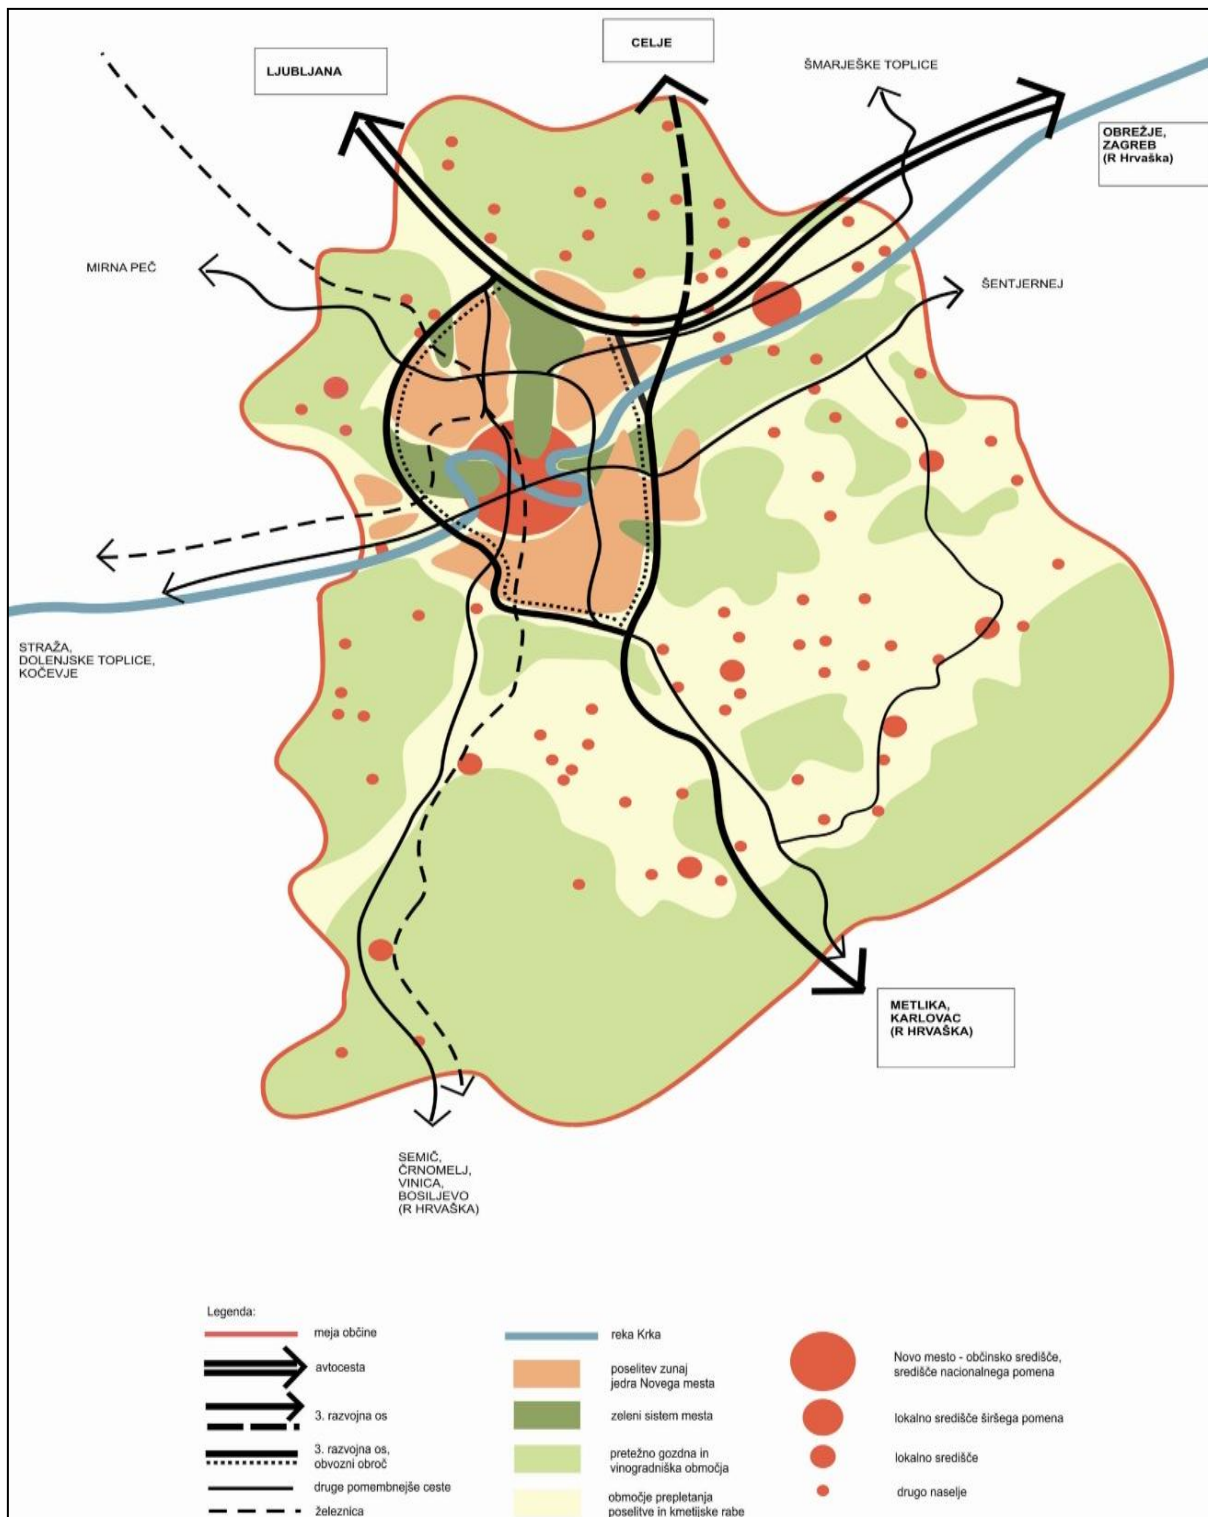 CELJE
LJUBLJANA
ŠMARJEŠKE TOPLICE
OBREŽJE,
ZAGREB
(R Hrvaška)
MIRNA PEČ
ŠENTJERNEJ
STRAŽA,
DOLENJSKE TOPLICE,
KOČEVJE
METLIKA,
KARLOVAC
(R HRVAŠKA)
SEMIČ,
ČRNOMELJ,
VINICA,
BOSILJEVO
(R HRVAŠKA)
Legenda:
meja občine
avtocesta
3. razvojna os
3. razvojna os,
obvozni obroč
druge pomembnejše ceste
železnica
reka Krka
poselitev zunaj
jedra Novega mesta
zeleni sistem mesta
pretežno gozdna in
vinogradniška območja
območje prepletanja
poselitve in kmetijske rabe
Novo mesto - občinsko središče,
središče nacionalnega pomena
lokalno središče širšega pomena
lokalno središče
drugo naselje